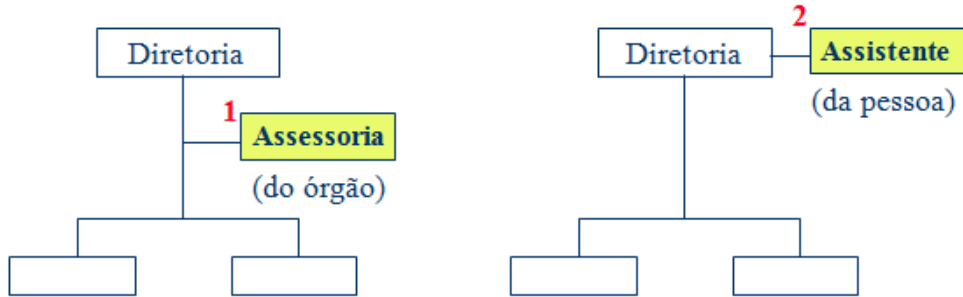 Diretoria
1
Assessoria
(do órgão)
2
Diretoria
Assistente
(da pessoa)